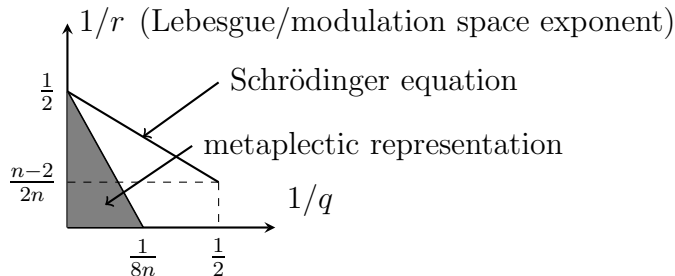 1/r (Lebesgue/modulation space exponent)
1/2
Schrödinger equation
metaplectic representation
n−2/2n
1/q
1/8n
1/2